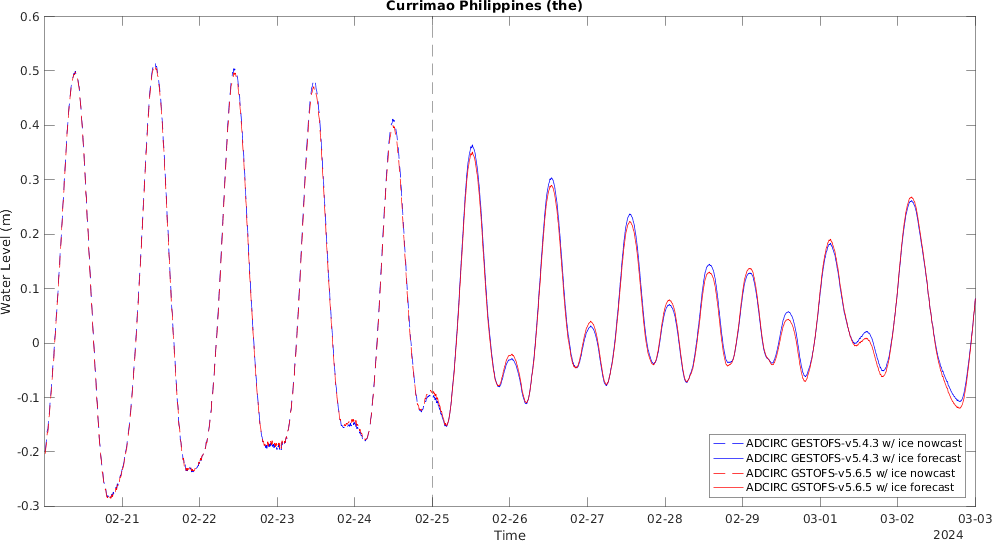 Currimao Philippines (the)
0.6
0.5
0.4
0.3
0.2
0.1
0
-0.1
-0.2
-0.3
Water Level (m)
02-21 02-22 02-23 02-24 02-25 02-26 02-27 02-28 02-29 03-01 03-02 03-03
Time
2024
ADCIRC GESTOFS-v5.4.3 w/ ice nowcast
ADCIRC GESTOFS-v5.4.3 w/ ice forecast
ADCIRC GSTOFS-v5.6.5 w/ ice nowcast
ADCIRC GSTOFS-v5.6.5 w/ ice forecast